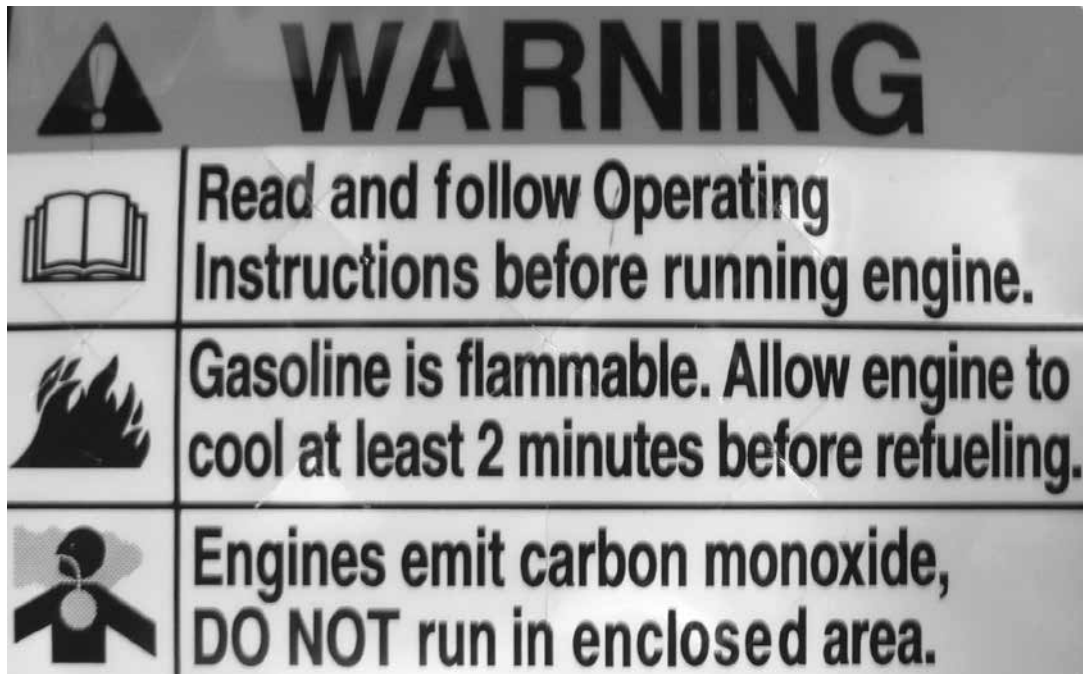 WARNING
Read and follow Operating
Instructions before running engine.
Gasoline is flammable. Allow engine to
cool at least 2 minutes before refueling.
Engines emit carbon monoxide,
DO NOT run in enclosed area.